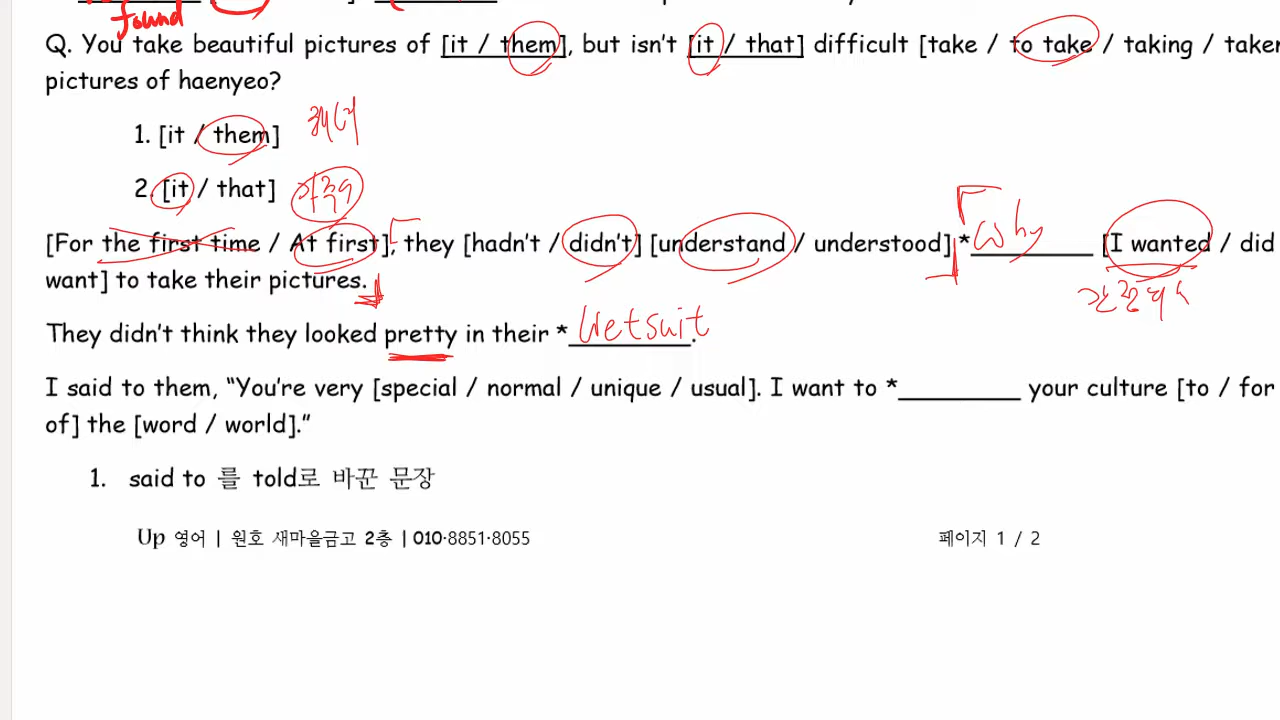 found
Q. You take beautiful pictures of [it / them], but isn't [it / that] difficult [take / to take / taking / taken
pictures of haenyeo?
1. [it / them] 해녀
2. [it / that]
[For the first time / At first], they [hadn't / didn't] [understand / understood] *why [I wanted / did
want] to take their pictures. 간접의
They didn't think they looked pretty in their *Wetsuit.
I said to them, “You're very [special / normal / unique / usual]. I want to *________ your culture [to / for
of] the [word / world].”
1. said to 를 told로 바꾼 문장
Up 영어 | 원호 새마을금고 2층 | 010·8851·8055 페이지 1 / 2